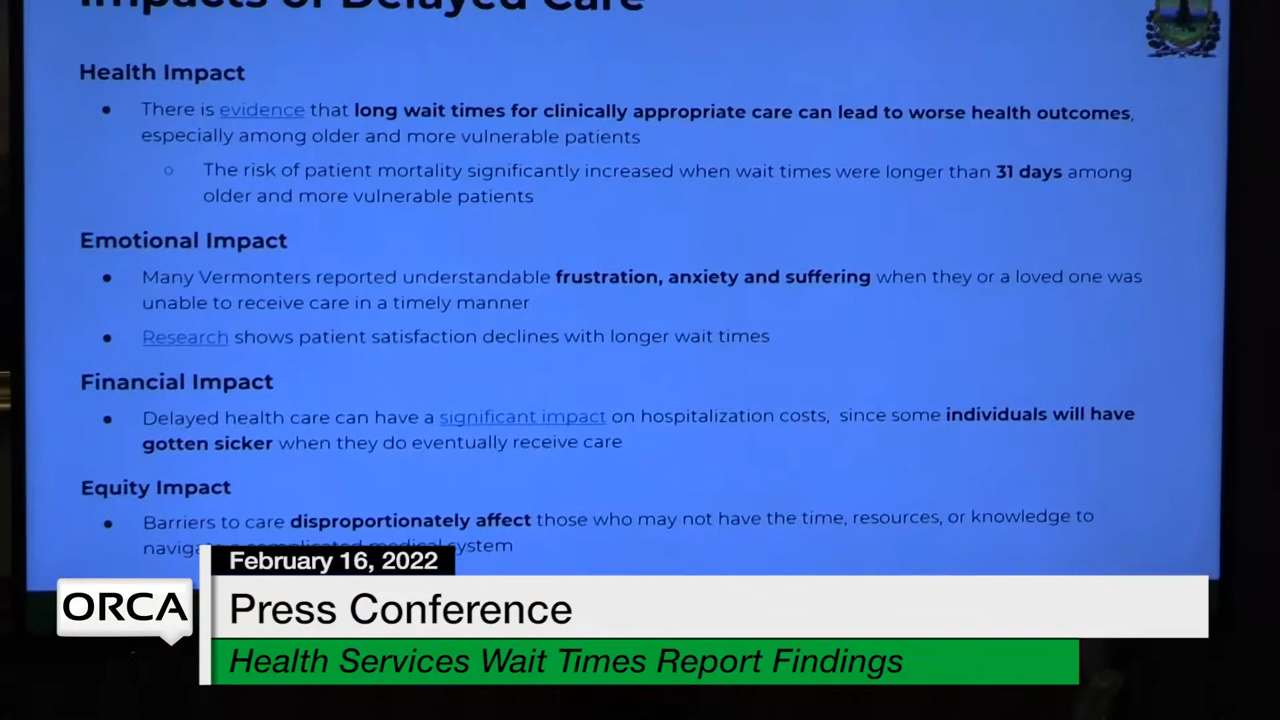 Impacts of Delayed Care
Health Impact
• There is evidence that long wait times for clinically appropriate care can lead to worse health outcomes,
especially among older and more vulnerable patients
○ The risk of patient mortality significantly increased when wait times were longer than 31 days among
older and more vulnerable patients
Emotional Impact
• Many Vermonters reported understandable frustration, anxiety and suffering when they or a loved one was
unable to receive care in a timely manner
• Research shows patient satisfaction declines with longer wait times
Financial Impact
• Delayed health care can have a significant impact on hospitalization costs, since some individuals will have
gotten sicker when they do eventually receive care
Equity Impact
• Barriers to care disproportionately affect those who may not have the time, resources, or knowledge to
navigate a complicated medical system
February 16, 2022
ORCA
Press Conference
Health Services Wait Times Report Findings